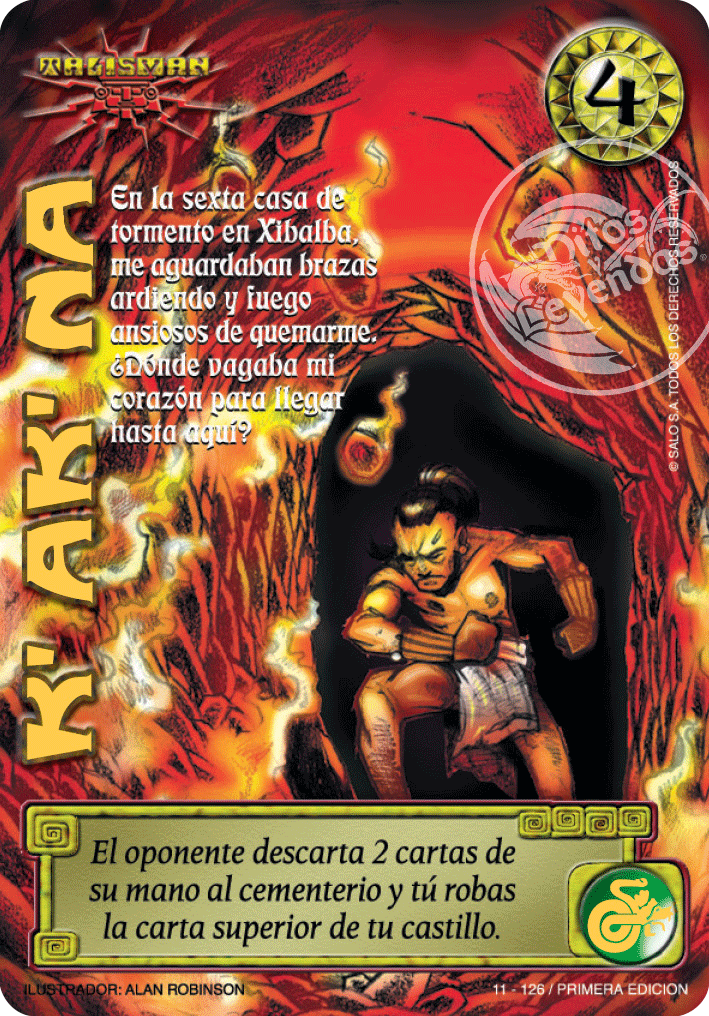 TALISMAN
4
K' AK' NA
En la sexta casa de
tormento en Xibalba,
me aguardaban brazas
ardiendo y fuego
ansiosos de quemarme.
¿Dónde vagaba mi
corazón para llegar
hasta aquí?
Mitos
y
Leyendas
© SALO S.A. TODOS LOS DERECHOS RESERVADOS
El oponente descarta 2 cartas de
su mano al cementerio y tú robas
la carta superior de tu castillo.
ILUSTRADOR: ALAN ROBINSON
11 - 126 / PRIMERA EDICION